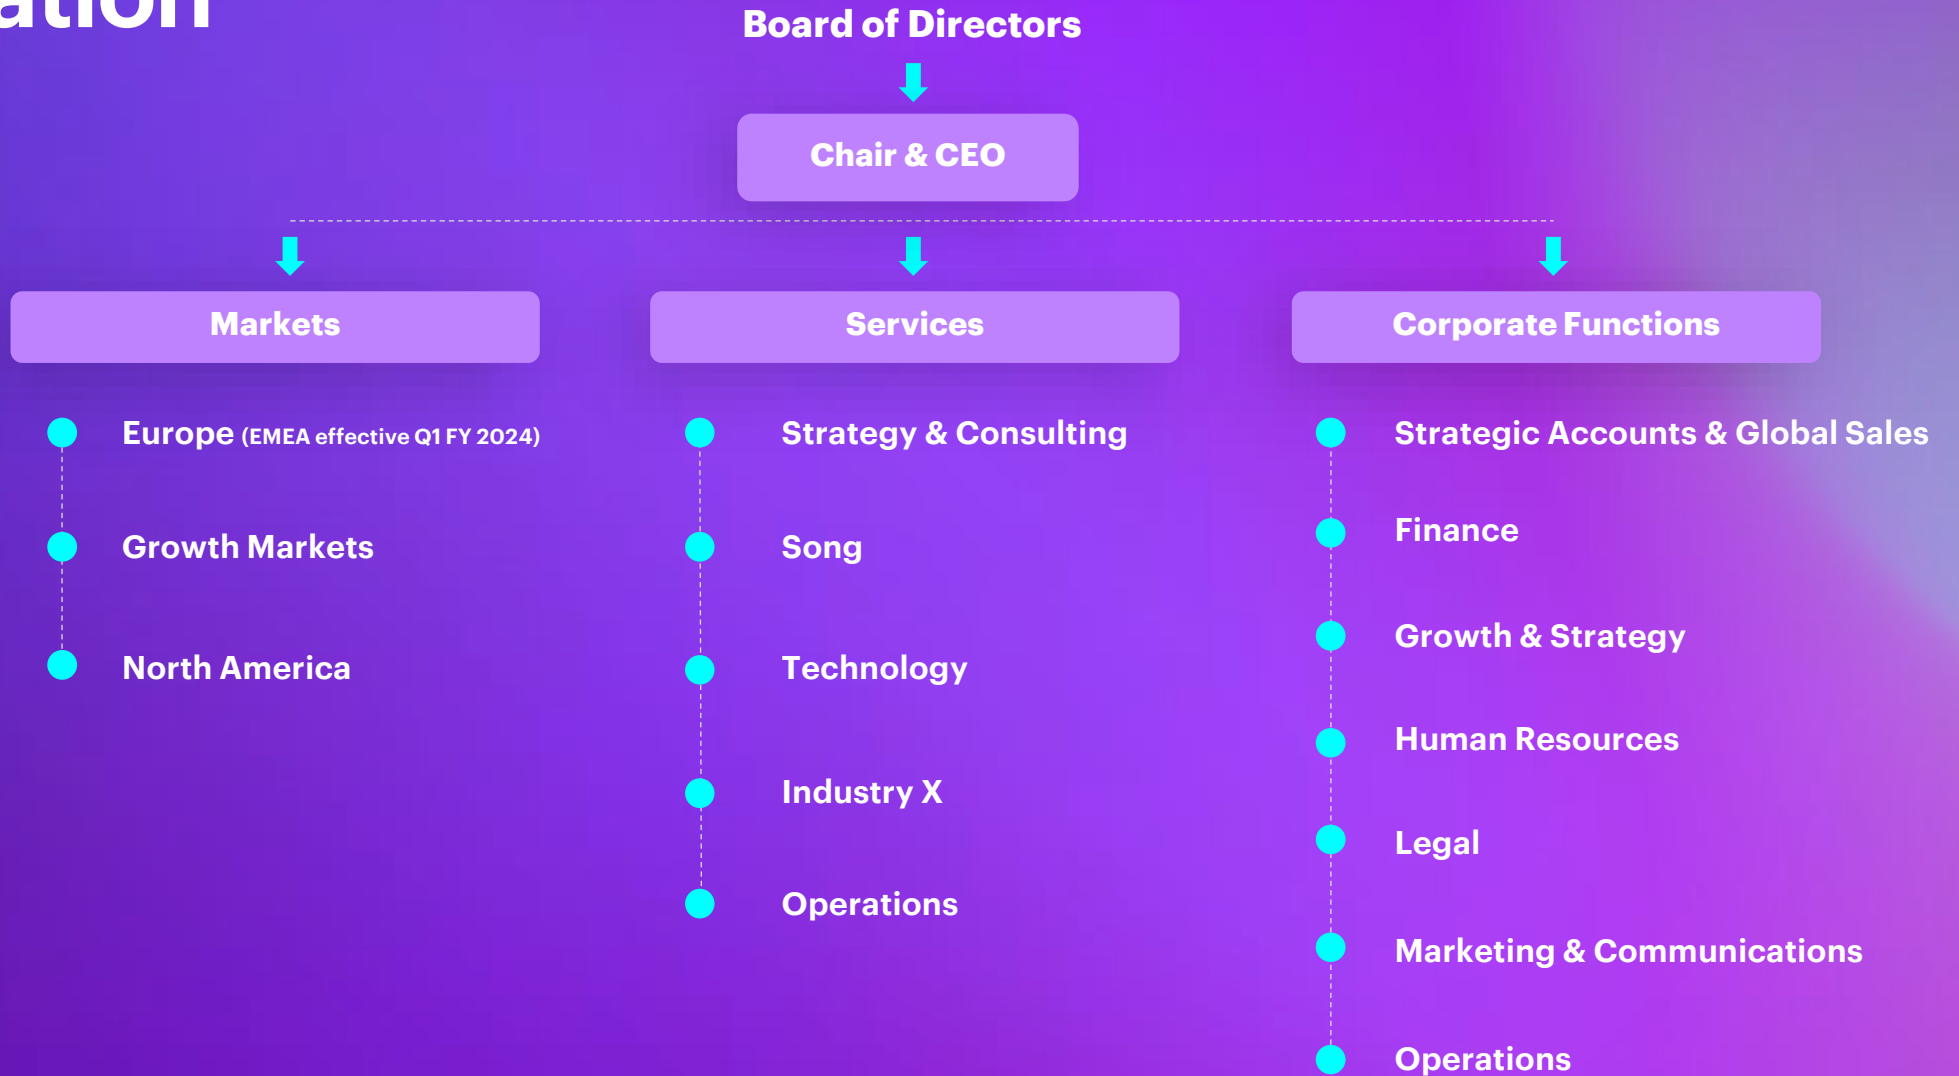 Board of Directors
Chair & CEO
Markets
Services
Corporate Functions
Europe (EMEA effective Q1 FY 2024)
Growth Markets
North America
Strategy & Consulting
Song
Technology
Industry X
Operations
Strategic Accounts & Global Sales
Finance
Growth & Strategy
Human Resources
Legal
Marketing & Communications
Operations